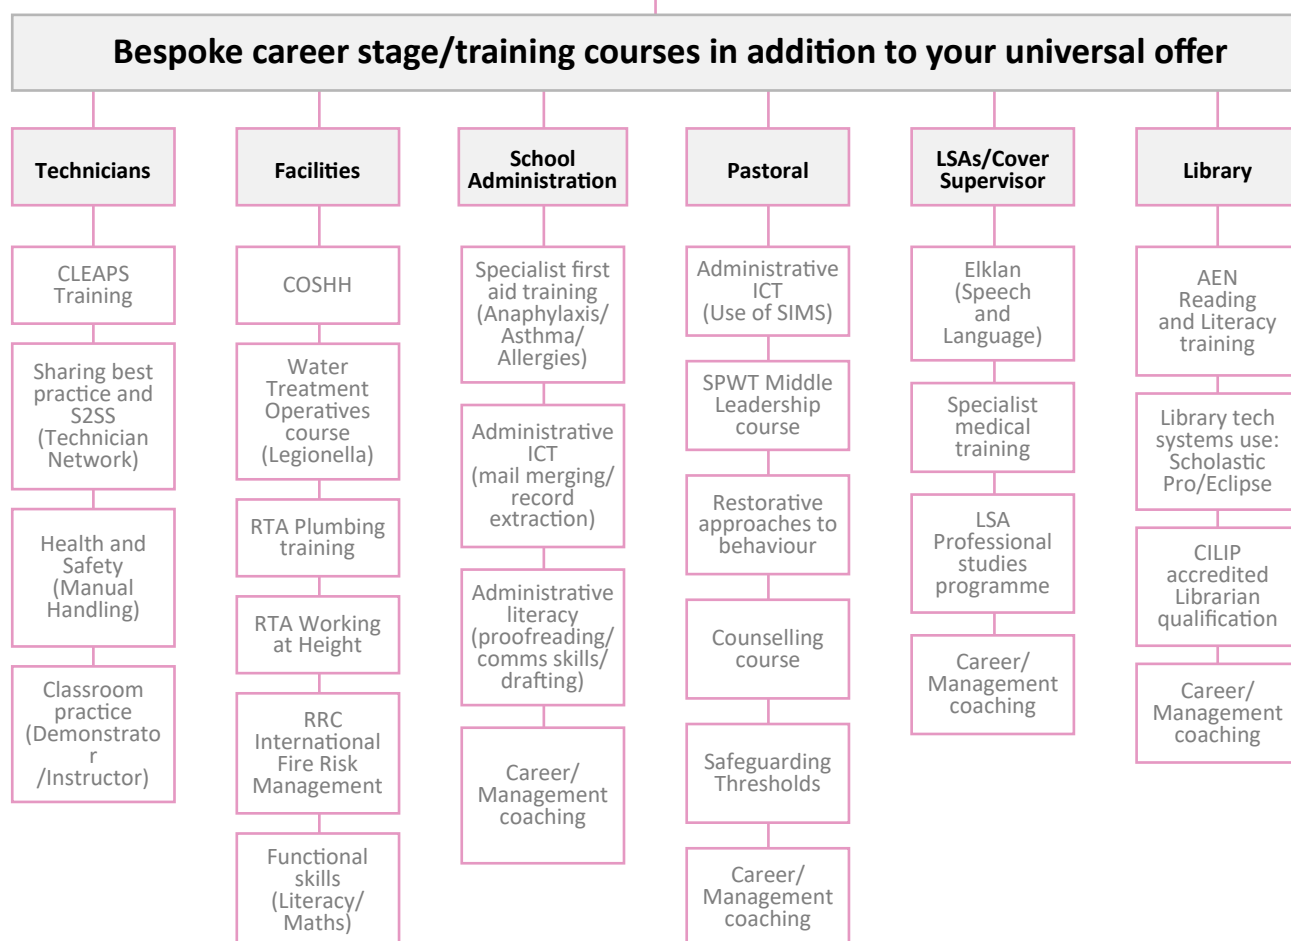 Bespoke career stage/training courses in addition to your universal offer
Technicians
CLEAPS
Training
Sharing best
practice and
S2SS
(Technician
Network)
Health and
Safety
(Manual
Handling)
Classroom
practice
(Demonstrato
r
/Instructor)
Facilities
COSHH
Water
Treatment
Operatives
course
(Legionella)
RTA Plumbing
training
RTA Working
at Height
RRC
International
Fire Risk
Management
Functional
skills
(Literacy/
Maths)
School
Administration
Specialist first
aid training
(Anaphylaxis/
Asthma/
Allergies)
Administrative
ICT
(mail merging/
record
extraction)
Administrative
literacy
(proofreading/
comms skills/
drafting)
Career/
Management
coaching
Pastoral
Administrative
ICT
(Use of SIMS)
SPWT Middle
Leadership
course
Restorative
approaches to
behaviour
Counselling
course
Safeguarding
Thresholds
Career/
Management
coaching
LSAs/Cover
Supervisor
Elklan
(Speech
and
Language)
Specialist
medical
training
LSA
Professional
studies
programme
Career/
Management
coaching
Library
AEN
Reading
and Literacy
training
Library tech
systems use:
Scholastic
Pro/Eclipse
CILIP
accredited
Librarian
qualification
Career/
Management
coaching